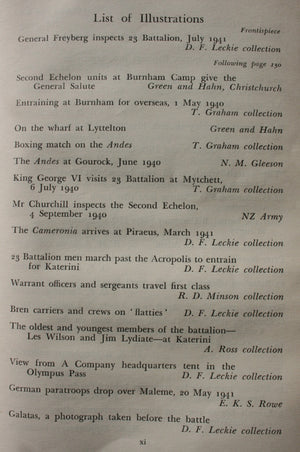 List of Illustrations
Frontispiece
General Freyberg inspects 23 Battalion, July 1941
D. F. Leckie collection
Following page 150
Second Echelon units at Burnham Camp give the
General Salute Green and Hahn, Christchurch
Entraining at Burnham for overseas, 1 May 1940
T. Graham collection
On the wharf at Lyttelton Green and Hahn
Boxing match on the Andes T. Graham collection
The Andes at Gourock, June 1940 N. M. Gleeson
King George VI visits 23 Battalion at Mytchett,
6 July 1940 T. Graham collection
Mr Churchill inspects the Second Echelon,
4 September 1940 NZ Army
The Cameronia arrives at Piraeus, March 1941
D. F. Leckie collection
23 Battalion men march past the Acropolis to entrain
for Katerini D. F. Leckie collection
Warrant officers and sergeants travel first class
R. D. Minson collection
Bren carriers and crews on 'flatties' D. F. Leckie collection
The oldest and youngest members of the battalion—
Les Wilson and Jim Lydiate—at Katerini
A. Ross collection
View from A Company headquarters tent in the
Olympus Pass D. F. Leckie collection
German paratroops drop over Maleme, 20 May 1941
E. K. S. Rowe
Galatas, a photograph taken before the battle
D. F. Leckie collection
xi